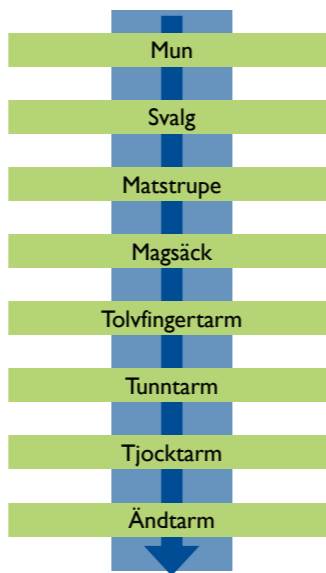 Mun
Svalg
Matstrupe
Magsäck
Tolvfingertarm
Tunntarm
Tjocktarm
Ändtarm